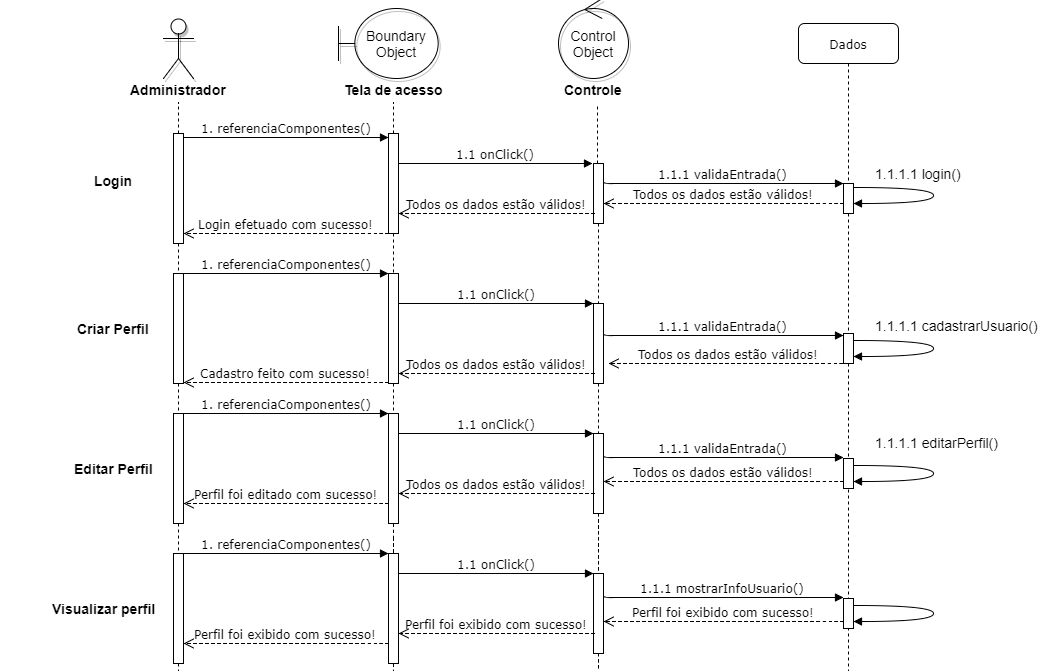 Boundary
Object
Control
Object
Dados
Administrador
Tela de acesso
Controle
Login
1. referenciaComponentes()
1.1 onClick()
1.1.1 validaEntrada()
1.1.1.1 login()
Todos os dados estão válidos!
Todos os dados estão válidos!
Login efetuado com sucesso!
Criar Perfil
1. referenciaComponentes()
1.1 onClick()
1.1.1 validaEntrada()
1.1.1.1 cadastrarUsuario()
Todos os dados estão válidos!
Todos os dados estão válidos!
Cadastro feito com sucesso!
Editar Perfil
1. referenciaComponentes()
1.1 onClick()
1.1.1 validaEntrada()
1.1.1.1 editarPerfil()
Todos os dados estão válidos!
Todos os dados estão válidos!
Perfil foi editado com sucesso!
Visualizar perfil
1. referenciaComponentes()
1.1 onClick()
1.1.1 mostrarInfoUsuario()
Perfil foi exibido com sucesso!
Perfil foi exibido com sucesso!
Perfil foi exibido com sucesso!